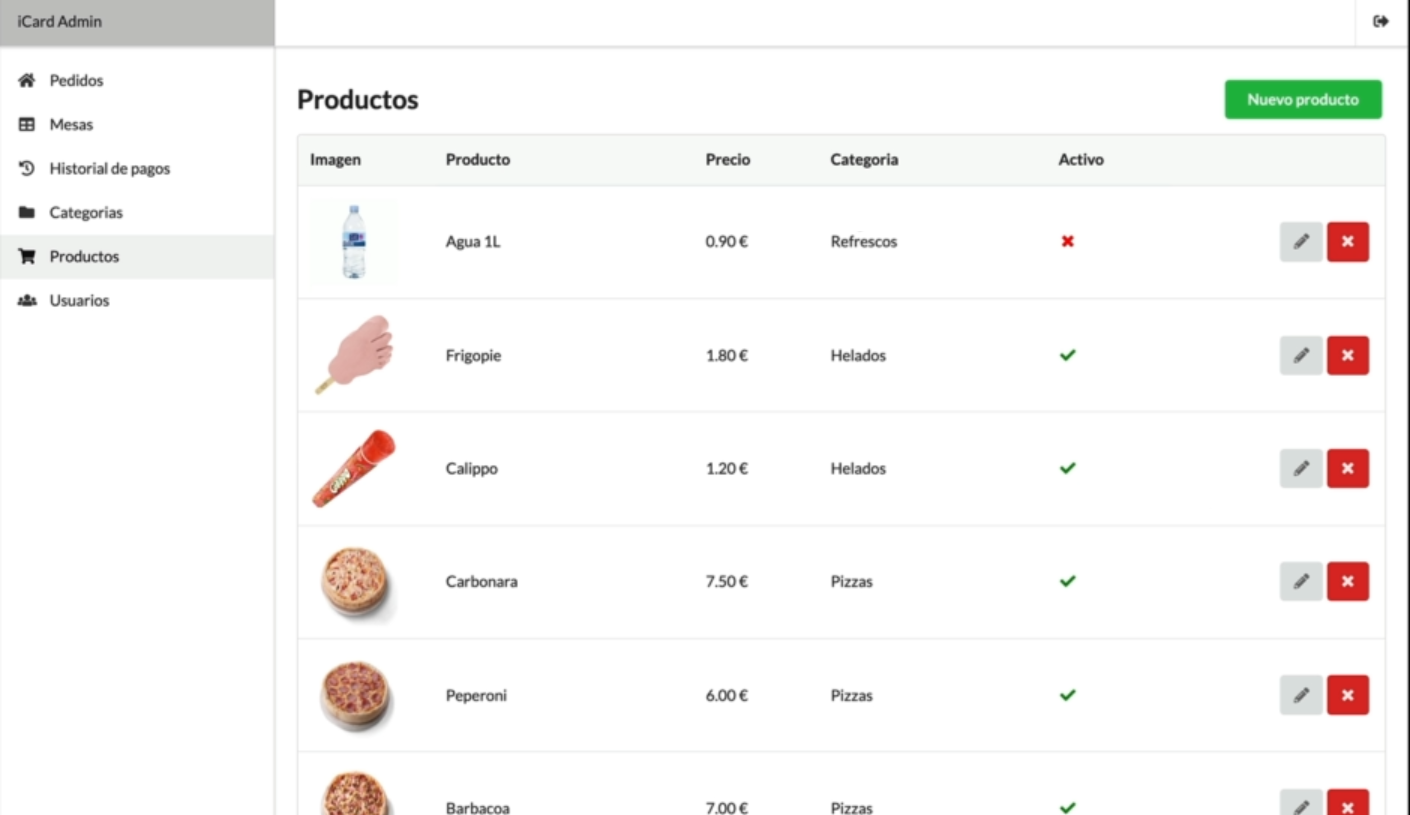 iCard Admin
Pedidos
Mesas
Historial de pagos
Categorias
Productos
Usuarios
Productos
Nuevo producto
Imagen Producto Precio Categoria Activo
Agua 1L 0.90 € Refrescos
Frigopie 1.80 € Helados
Calippo 1.20 € Helados
Carbonara 7.50 € Pizzas
Peperoni 6.00 € Pizzas
Barbacoa 7.00 € Pizzas